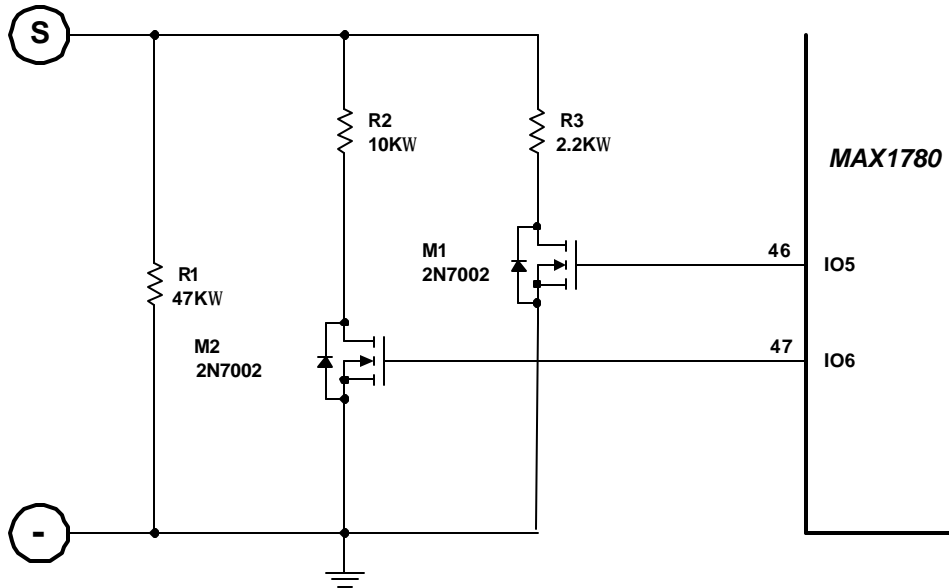 S
R2
10KW
R3
2.2KW
MAX1780
M1
2N7002
46
IO5
R1
47KW
M2
2N7002
47
IO6
-